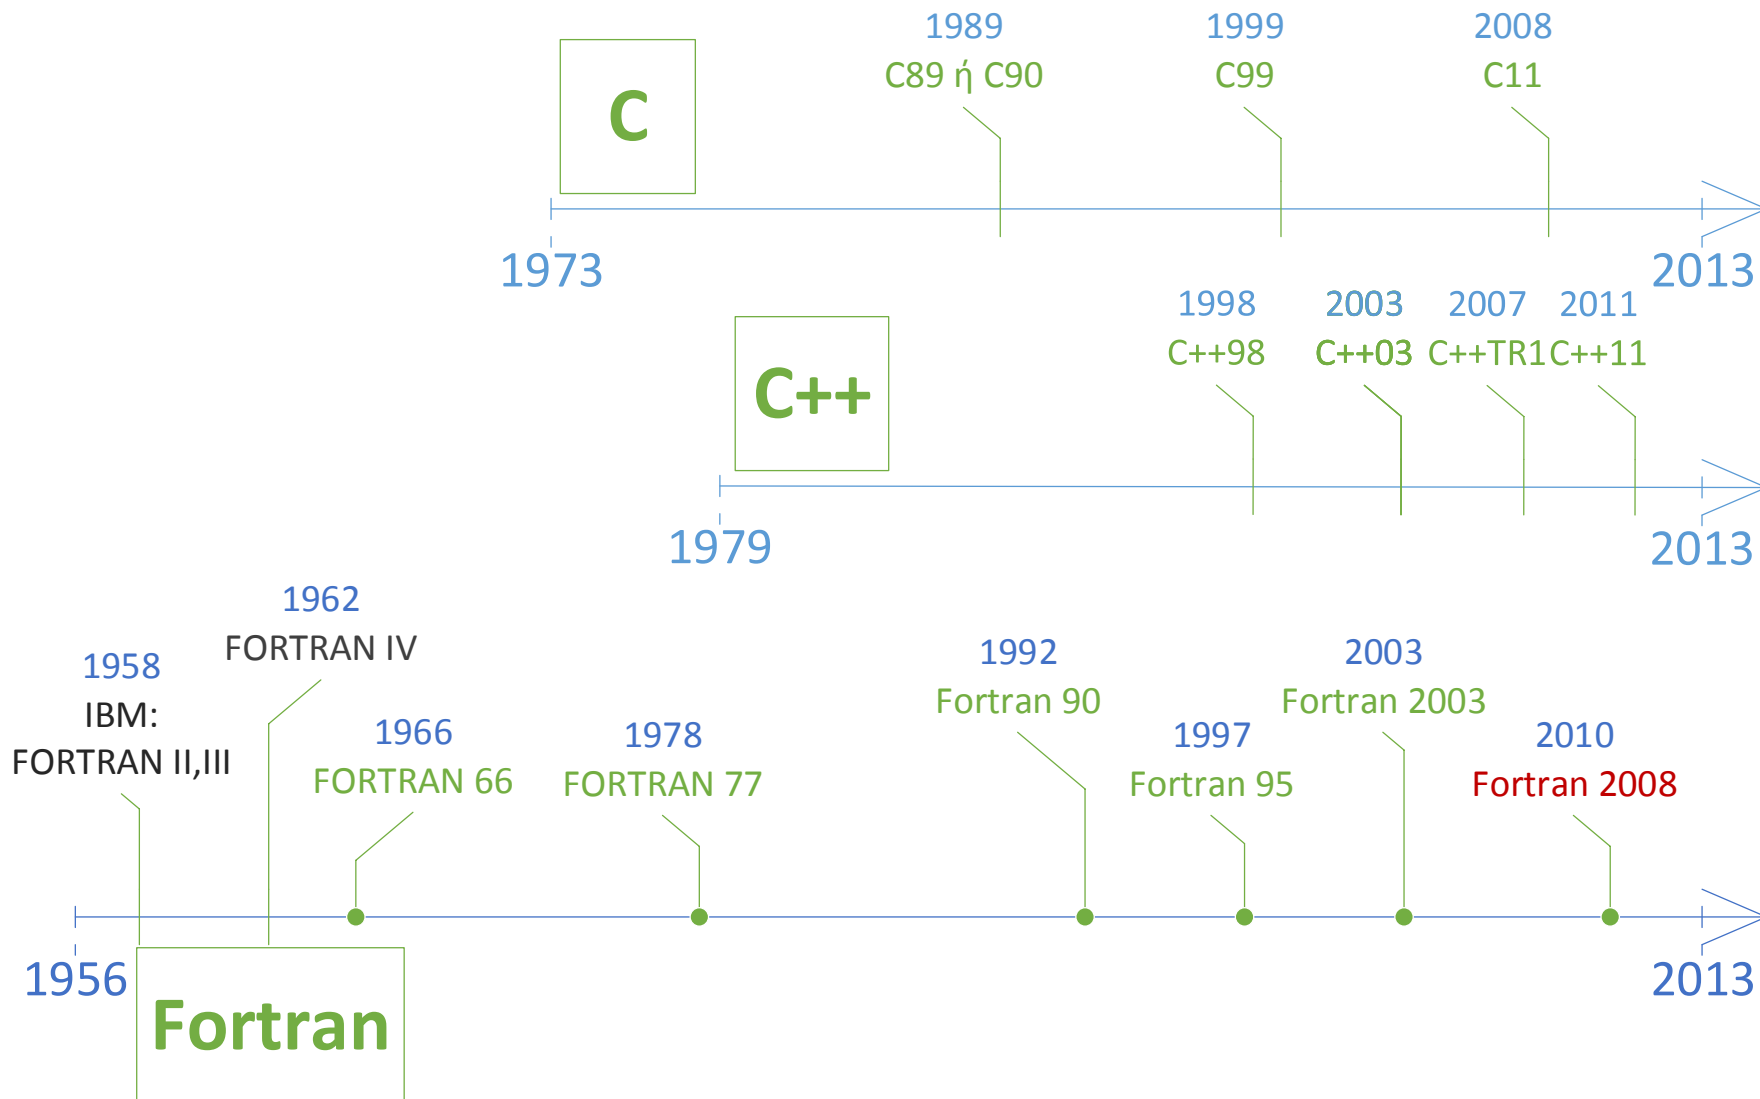 1989
C89 ή C90
1999
C99
2008
C11
C
1973
2013
1998
C++98
2003
C++03
2007
C++TR1
2011
C++11
C++
1979
2013
1958
IBM:
FORTRAN II,III
1962
FORTRAN IV
1966
FORTRAN 66
1978
FORTRAN 77
1992
Fortran 90
1997
Fortran 95
2003
Fortran 2003
2010
Fortran 2008
1956
2013
Fortran